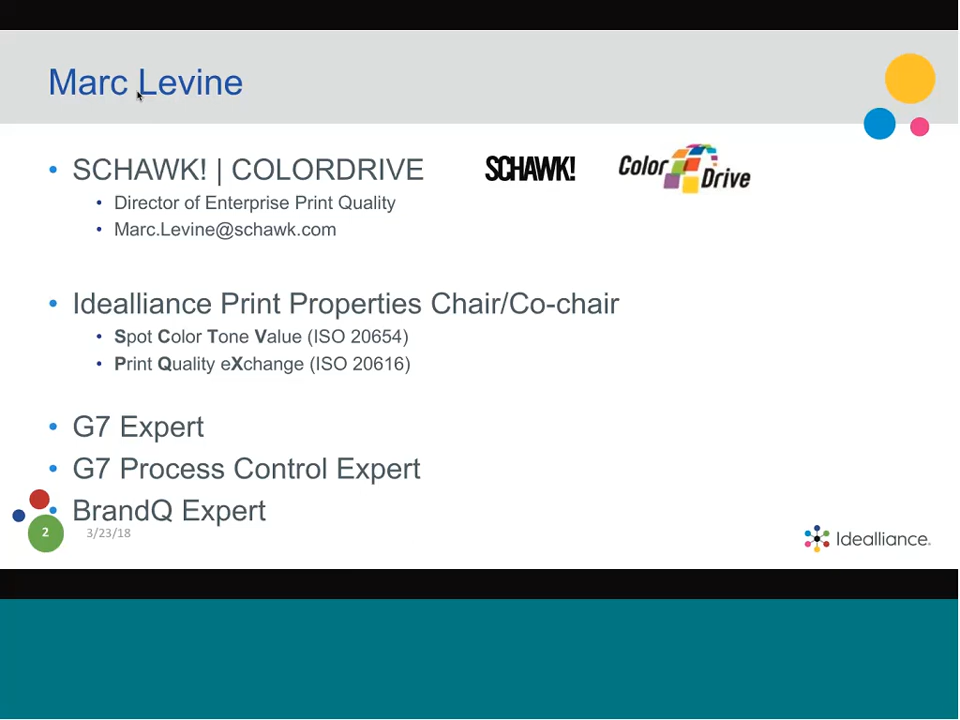 Marc Levine
• SCHAWK! | COLORDRIVE
SCHAWK!
Color Drive
• Director of Enterprise Print Quality
• Marc.Levine@schawk.com
• Idealliance Print Properties Chair/Co-chair
• Spot Color Tone Value (ISO 20654)
• Print Quality eXchange (ISO 20616)
• G7 Expert
• G7 Process Control Expert
• BrandQ Expert
2
3/23/18
Idealliance.